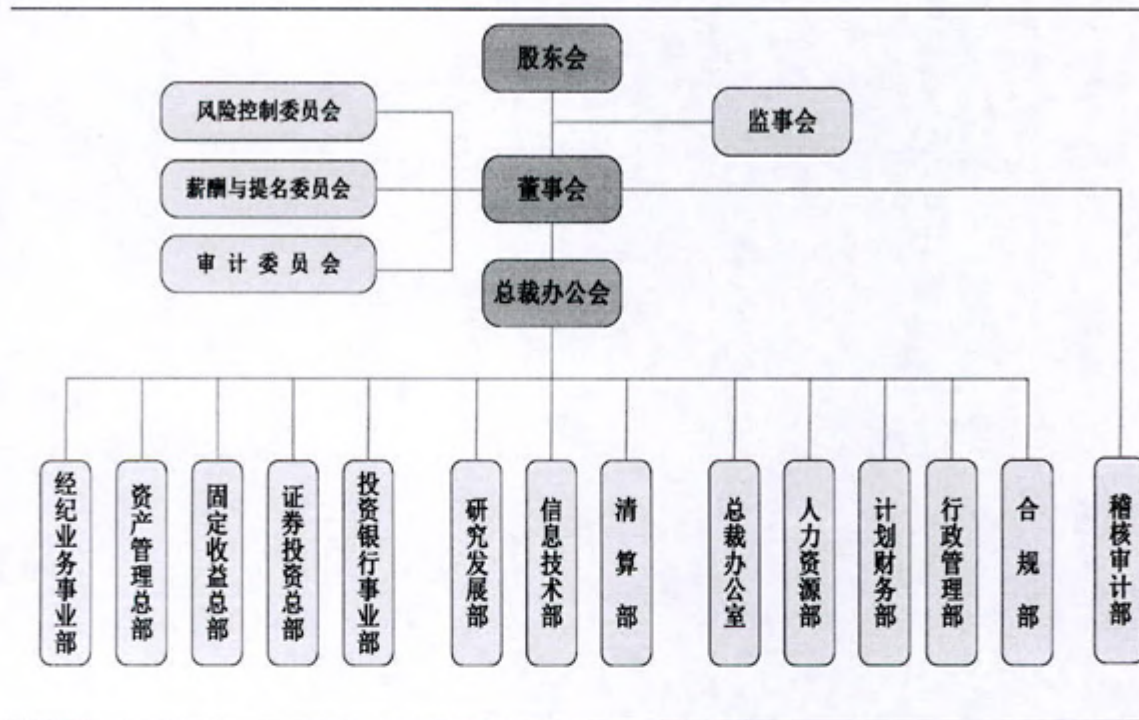 股东会
风险控制委员会
监事会
薪酬与提名委员会
董事会
审计委员会
总裁办公会
经纪业务事业部
资产管理总部
固定收益总部
证券投资总部
投资银行事业部
研究发展部
信息技术部
清算部
总裁办公室
人力资源部
计划财务部
行政管理部
合规部
稽核审计部